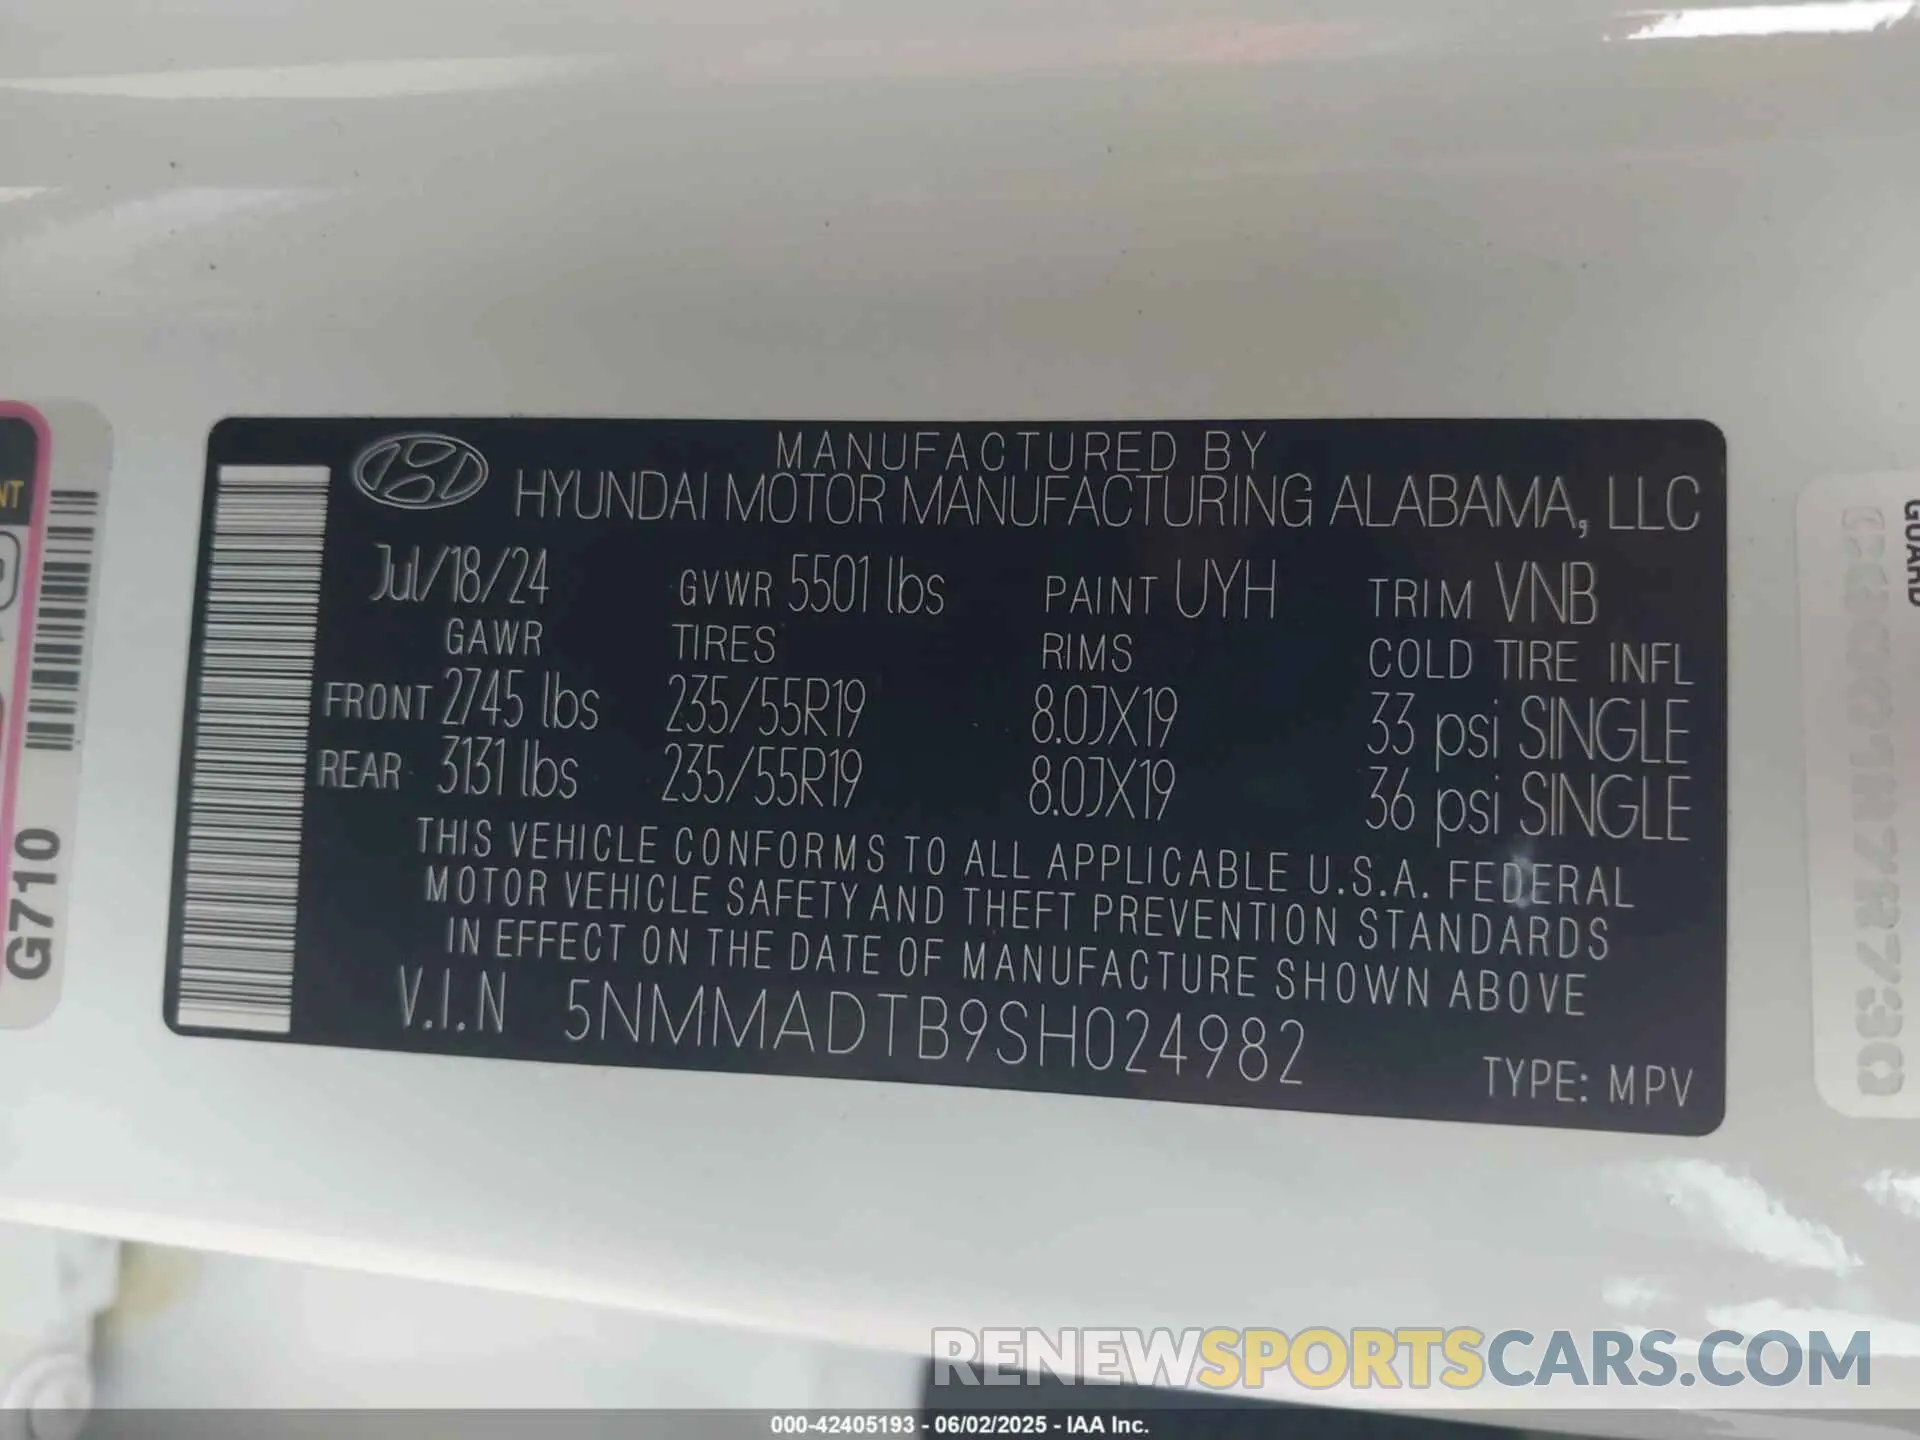 MANUFACTURED BY
HYUNDAI MOTOR MANUFACTURING ALABAMA, LLC
Jul/18/24 GVWR 5501 lbs PAINT UYH TRIM VNB
GAWR TIRES RIMS COLD TIRE INFL
FRONT 2745 lbs 235/55R19 8.0JX19 33 psi SINGLE
REAR 3131 lbs 235/55R19 8.0JX19 36 psi SINGLE
THIS VEHICLE CONFORMS TO ALL APPLICABLE U.S.A. FEDERAL
MOTOR VEHICLE SAFETY AND THEFT PREVENTION STANDARDS
IN EFFECT ON THE DATE OF MANUFACTURE SHOWN ABOVE
V.I.N 5NMMADTB9SH024982
TYPE: MPV
G710
NT
GUARD
RENEWSPORTSCARS.COM
000-42405193 - 06/02/2025 - IAA Inc.